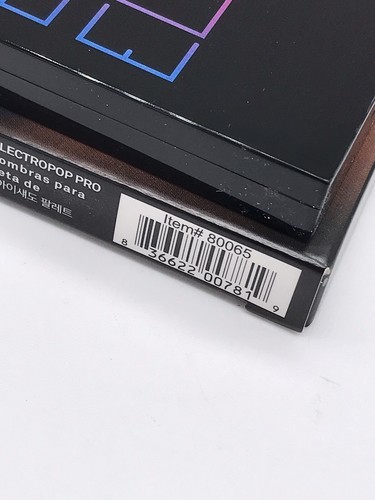 LECTROPOP PRO
ombras para
eta de
아이섀도 팔레트
Item# 80065
8 36622 00781 9